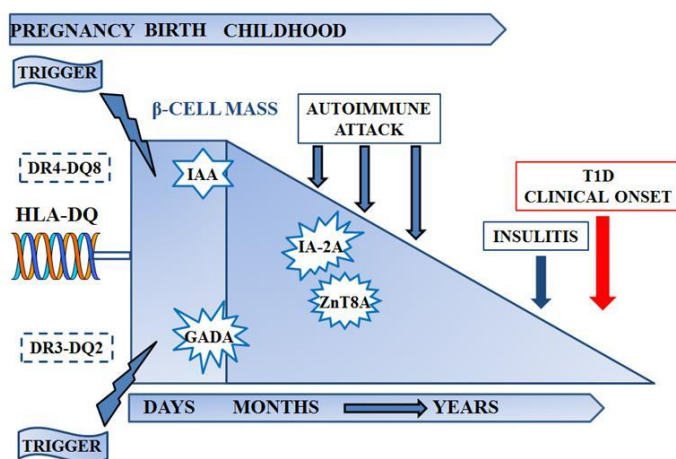 PREGNANCY BIRTH CHILDHOOD
TRIGGER
β-CELL MASS
AUTOIMMUNE
ATTACK
DR4-DQ8
IAA
T1D
CLINICAL ONSET
HLA-DQ
INSULITIS
IA-2A
ZnT8A
DR3-DQ2
GADA
DAYS MONTHS YEARS
TRIGGER